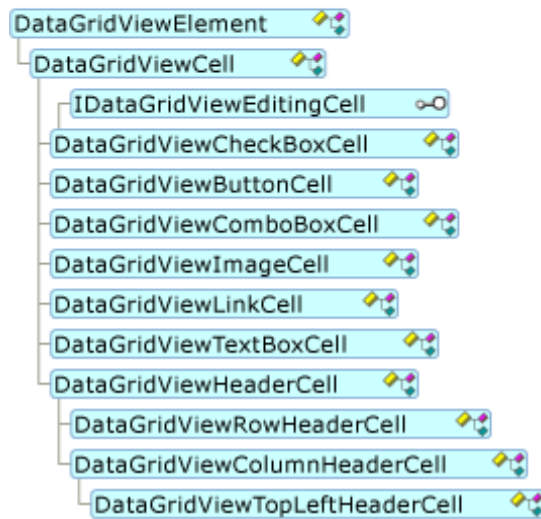 DataGridViewElement
DataGridViewCell
IDataGridViewEditingCell
DataGridViewCheckBoxCell
DataGridViewButtonCell
DataGridViewComboBoxCell
DataGridViewImageCell
DataGridViewLinkCell
DataGridViewTextBoxCell
DataGridViewHeaderCell
DataGridViewRowHeaderCell
DataGridViewColumnHeaderCell
DataGridViewTopLeftHeaderCell